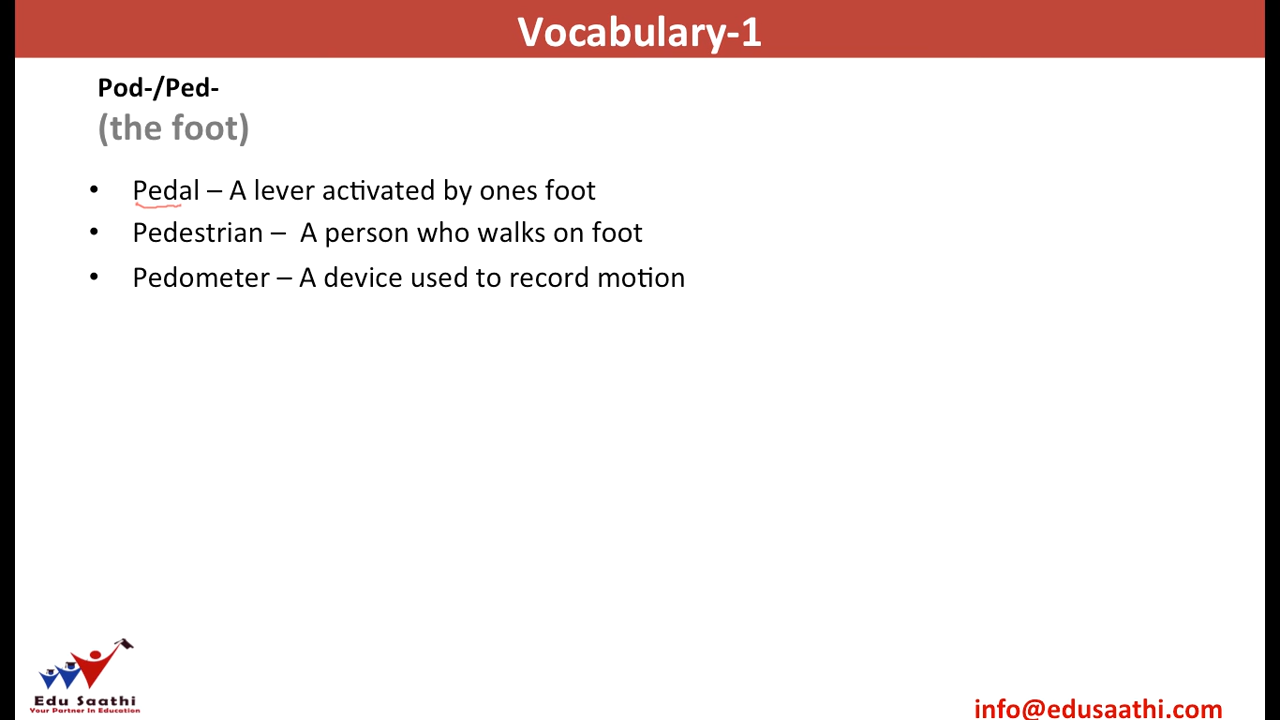 Vocabulary-1
Pod-/Ped-
(the foot)
• Pedal – A lever activated by ones foot
• Pedestrian – A person who walks on foot
• Pedometer – A device used to record motion
Edu Saathi
Your Partner In Education
info@edusaathi.com